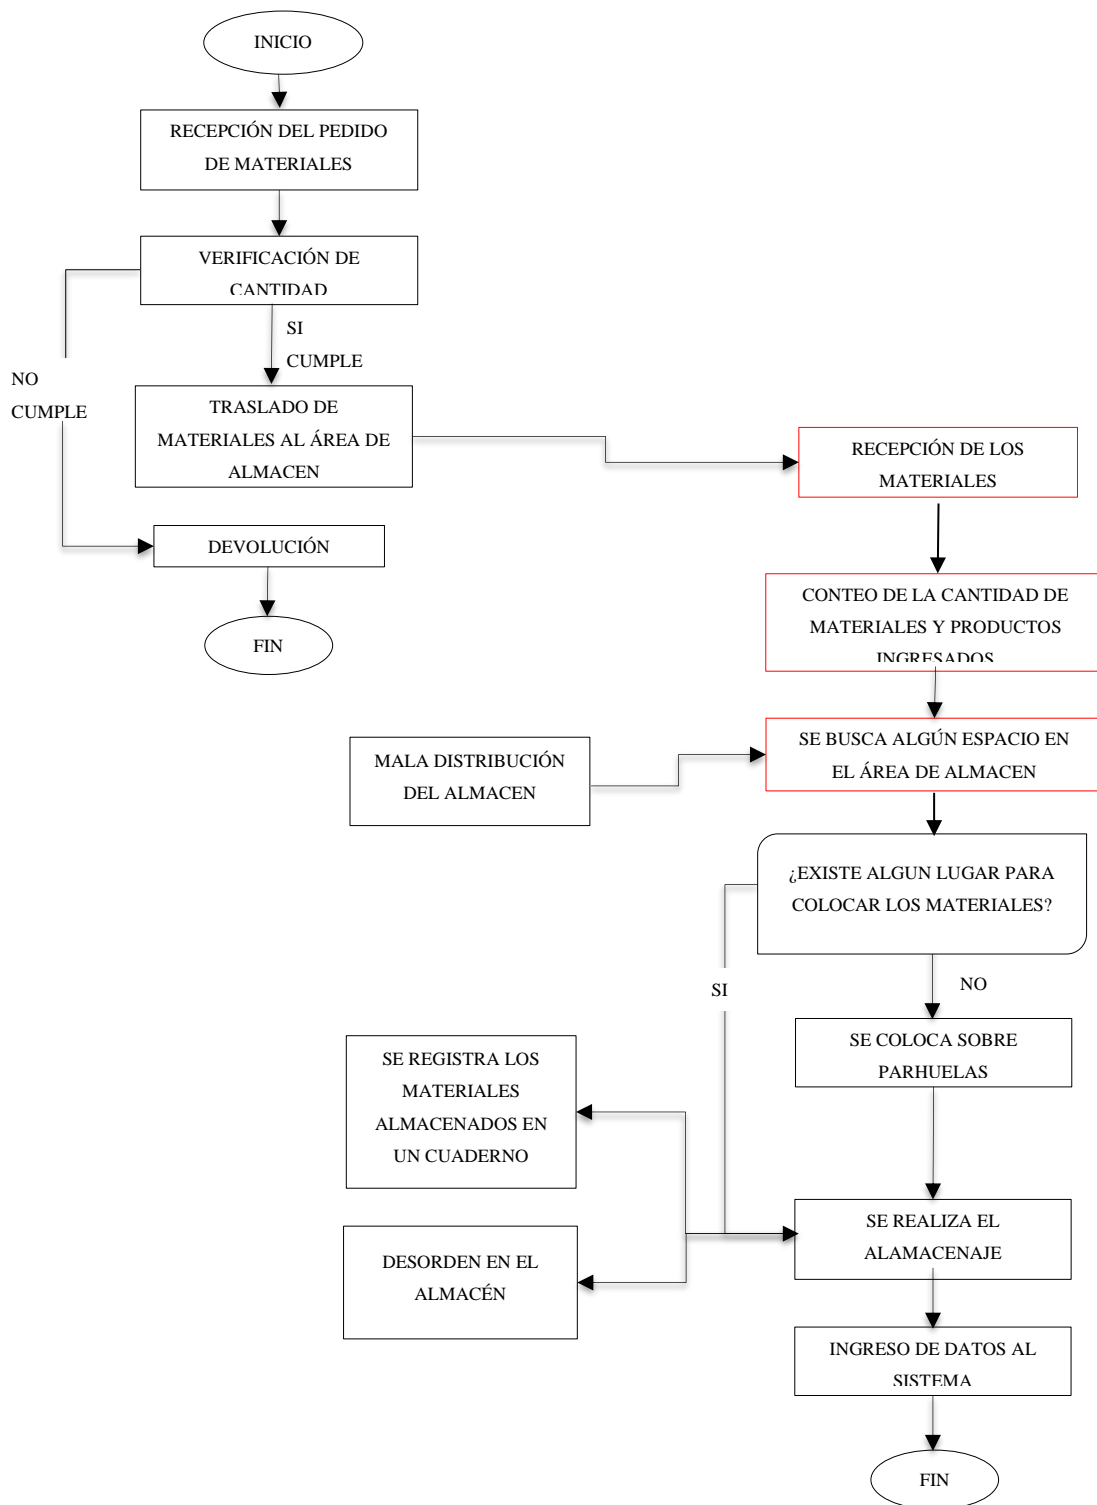 INICIO
RECEPCIÓN DEL PEDIDO
DE MATERIALES
VERIFICACIÓN DE
CANTIDAD
SI
CUMPLE
NO
CUMPLE
TRASLADO DE
MATERIALES AL ÁREA DE
ALMACEN
DEVOLUCIÓN
FIN
RECEPCIÓN DE LOS
MATERIALES
CONTEO DE LA CANTIDAD DE
MATERIALES Y PRODUCTOS
INGRESADOS
MALA DISTRIBUCIÓN
DEL ALMACEN
SE BUSCA ALGÚN ESPACIO EN
EL ÁREA DE ALMACEN
¿EXISTE ALGUN LUGAR PARA
COLOCAR LOS MATERIALES?
SI
NO
SE COLOCA SOBRE
PARHUELAS
SE REGISTRA LOS
MATERIALES
ALMACENADOS EN
UN CUADERNO
SE REALIZA EL
ALAMACENAJE
DESORDEN EN EL
ALMACÉN
INGRESO DE DATOS AL
SISTEMA
FIN